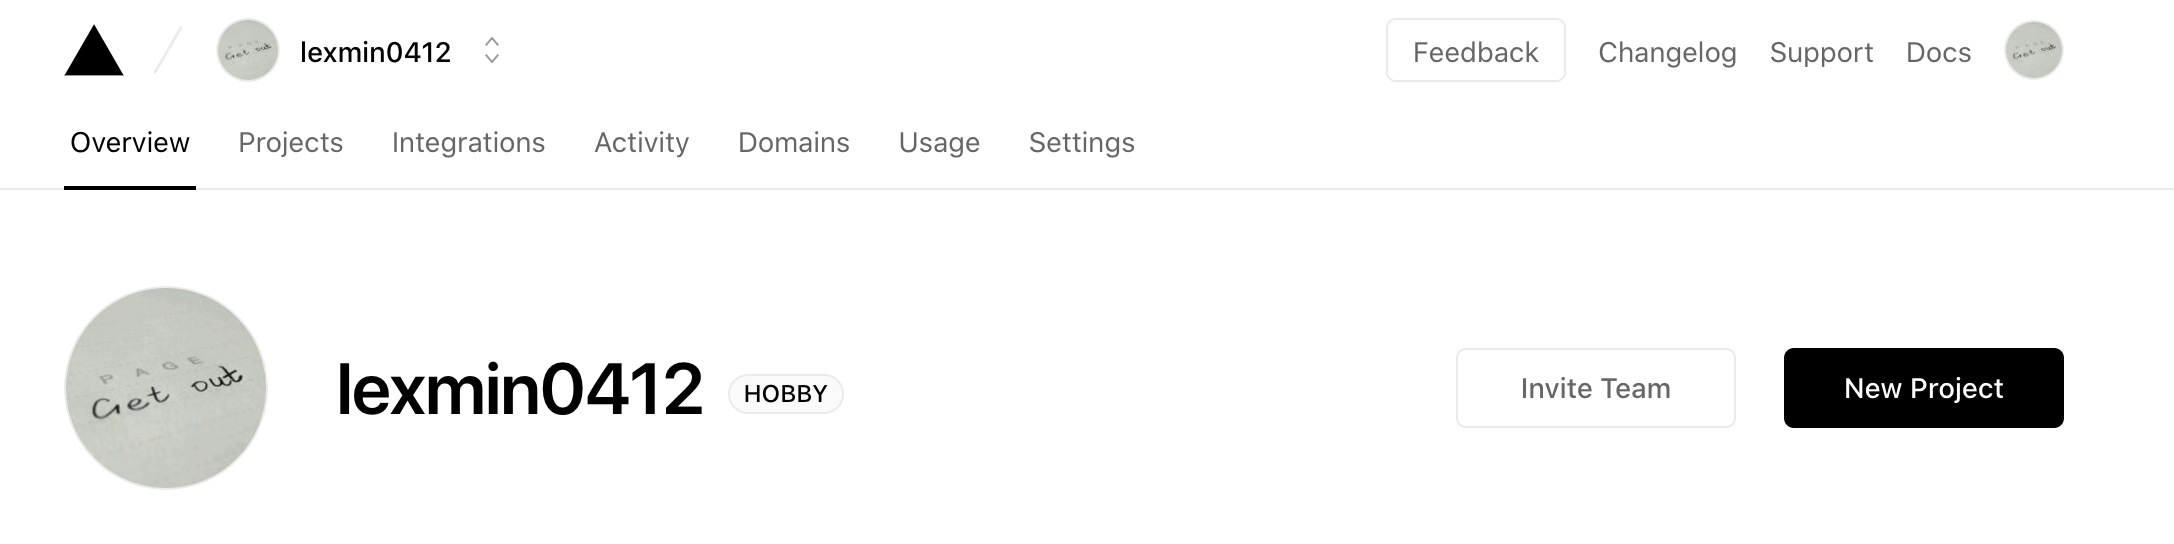 lexmin0412 Feedback Changelog Support Docs
Overview Projects Integrations Activity Domains Usage Settings
PAGE
Get out
lexmin0412 HOBBY Invite Team New Project